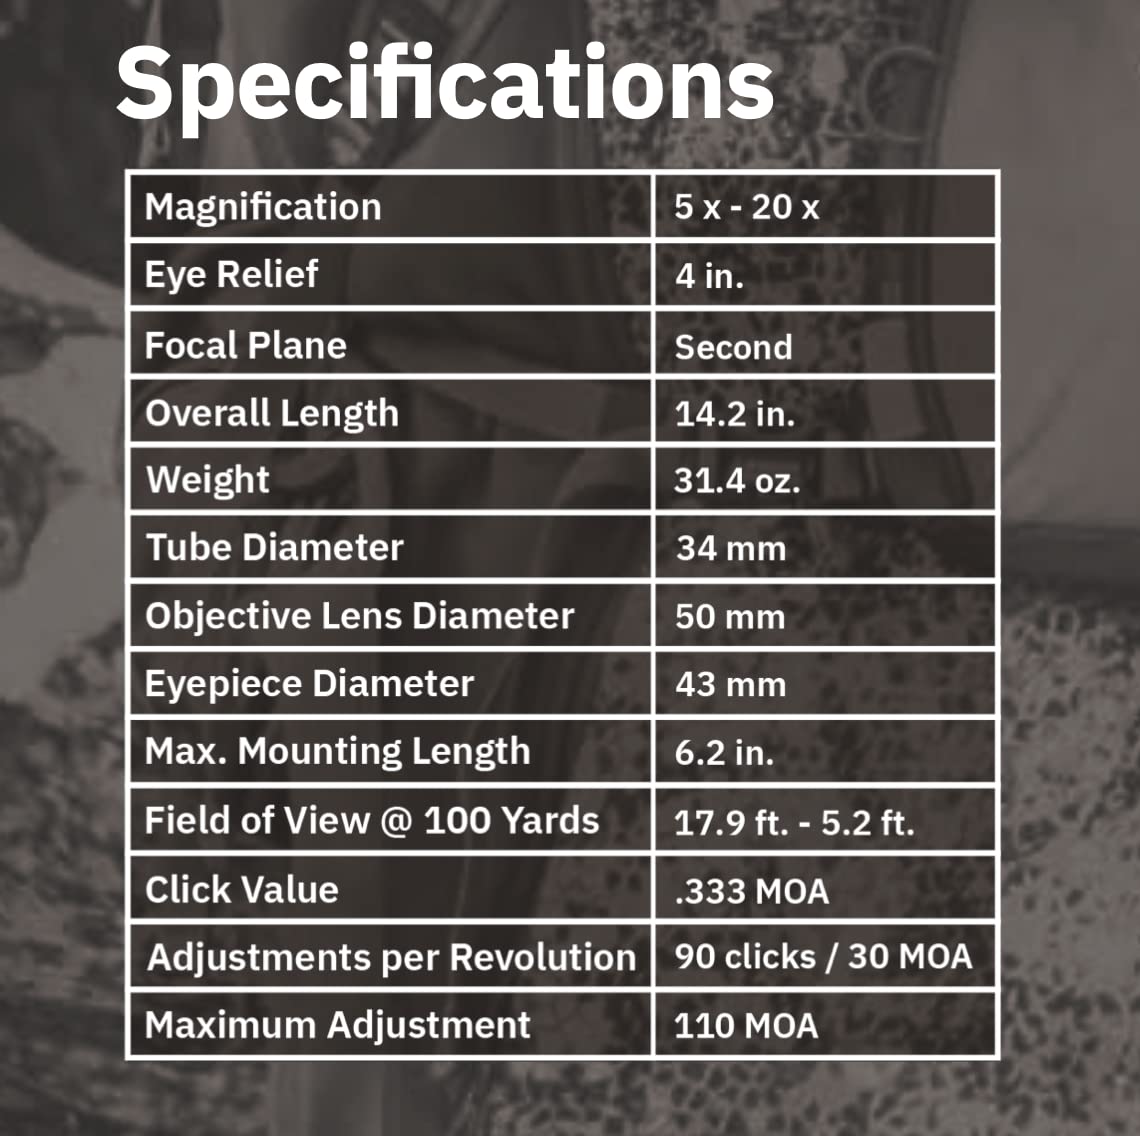 Specifications
Magnification 5 x - 20 x
Eye Relief 4 in.
Focal Plane Second
Overall Length 14.2 in.
Weight 31.4 oz.
Tube Diameter 34 mm
Objective Lens Diameter 50 mm
Eyepiece Diameter 43 mm
Max. Mounting Length 6.2 in.
Field of View @ 100 Yards 17.9 ft. - 5.2 ft.
Click Value .333 MOA
Adjustments per Revolution 90 clicks / 30 MOA
Maximum Adjustment 110 MOA